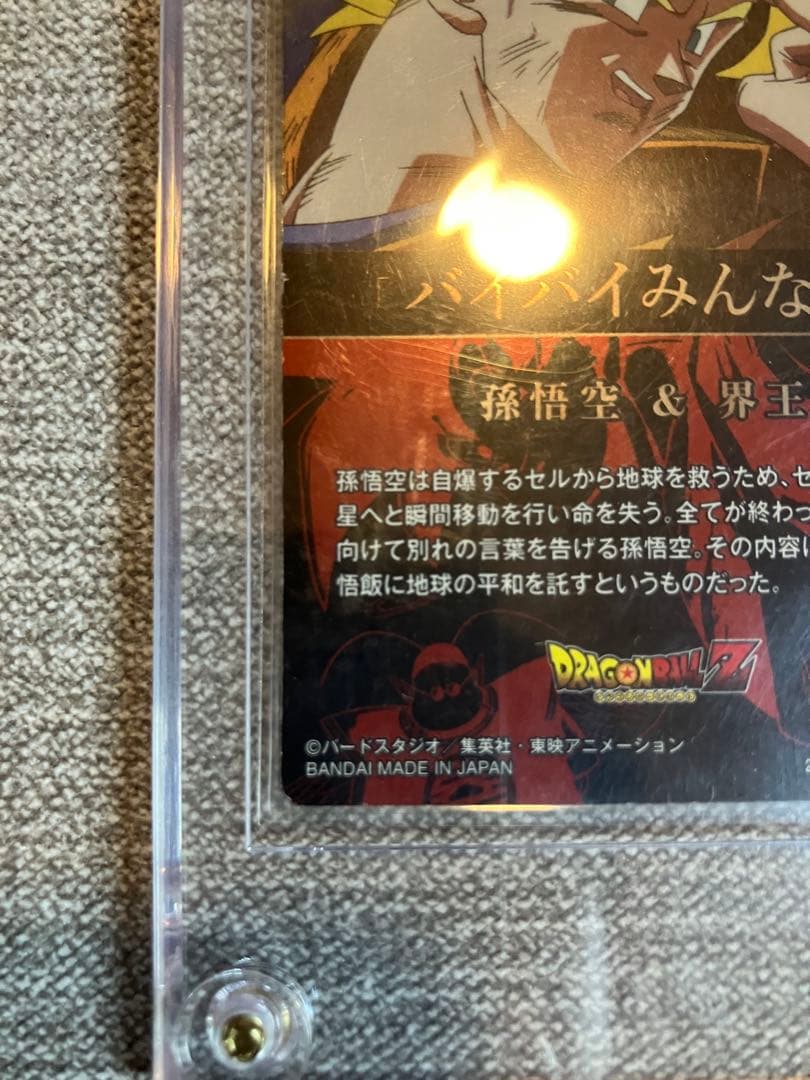 「バイバイみんな
孫悟空 & 界王
孫悟空は自爆するセルから地球を救うため、セ
星へと瞬間移動を行い命を失う。全てが終わっ
向けて別れの言葉を告げる孫悟空。その内容に
悟飯に地球の平和を託すというものだった。
DRAGONBALL Z
©バードスタジオ/集英社・東映アニメーション
BANDAI MADE IN JAPAN
2